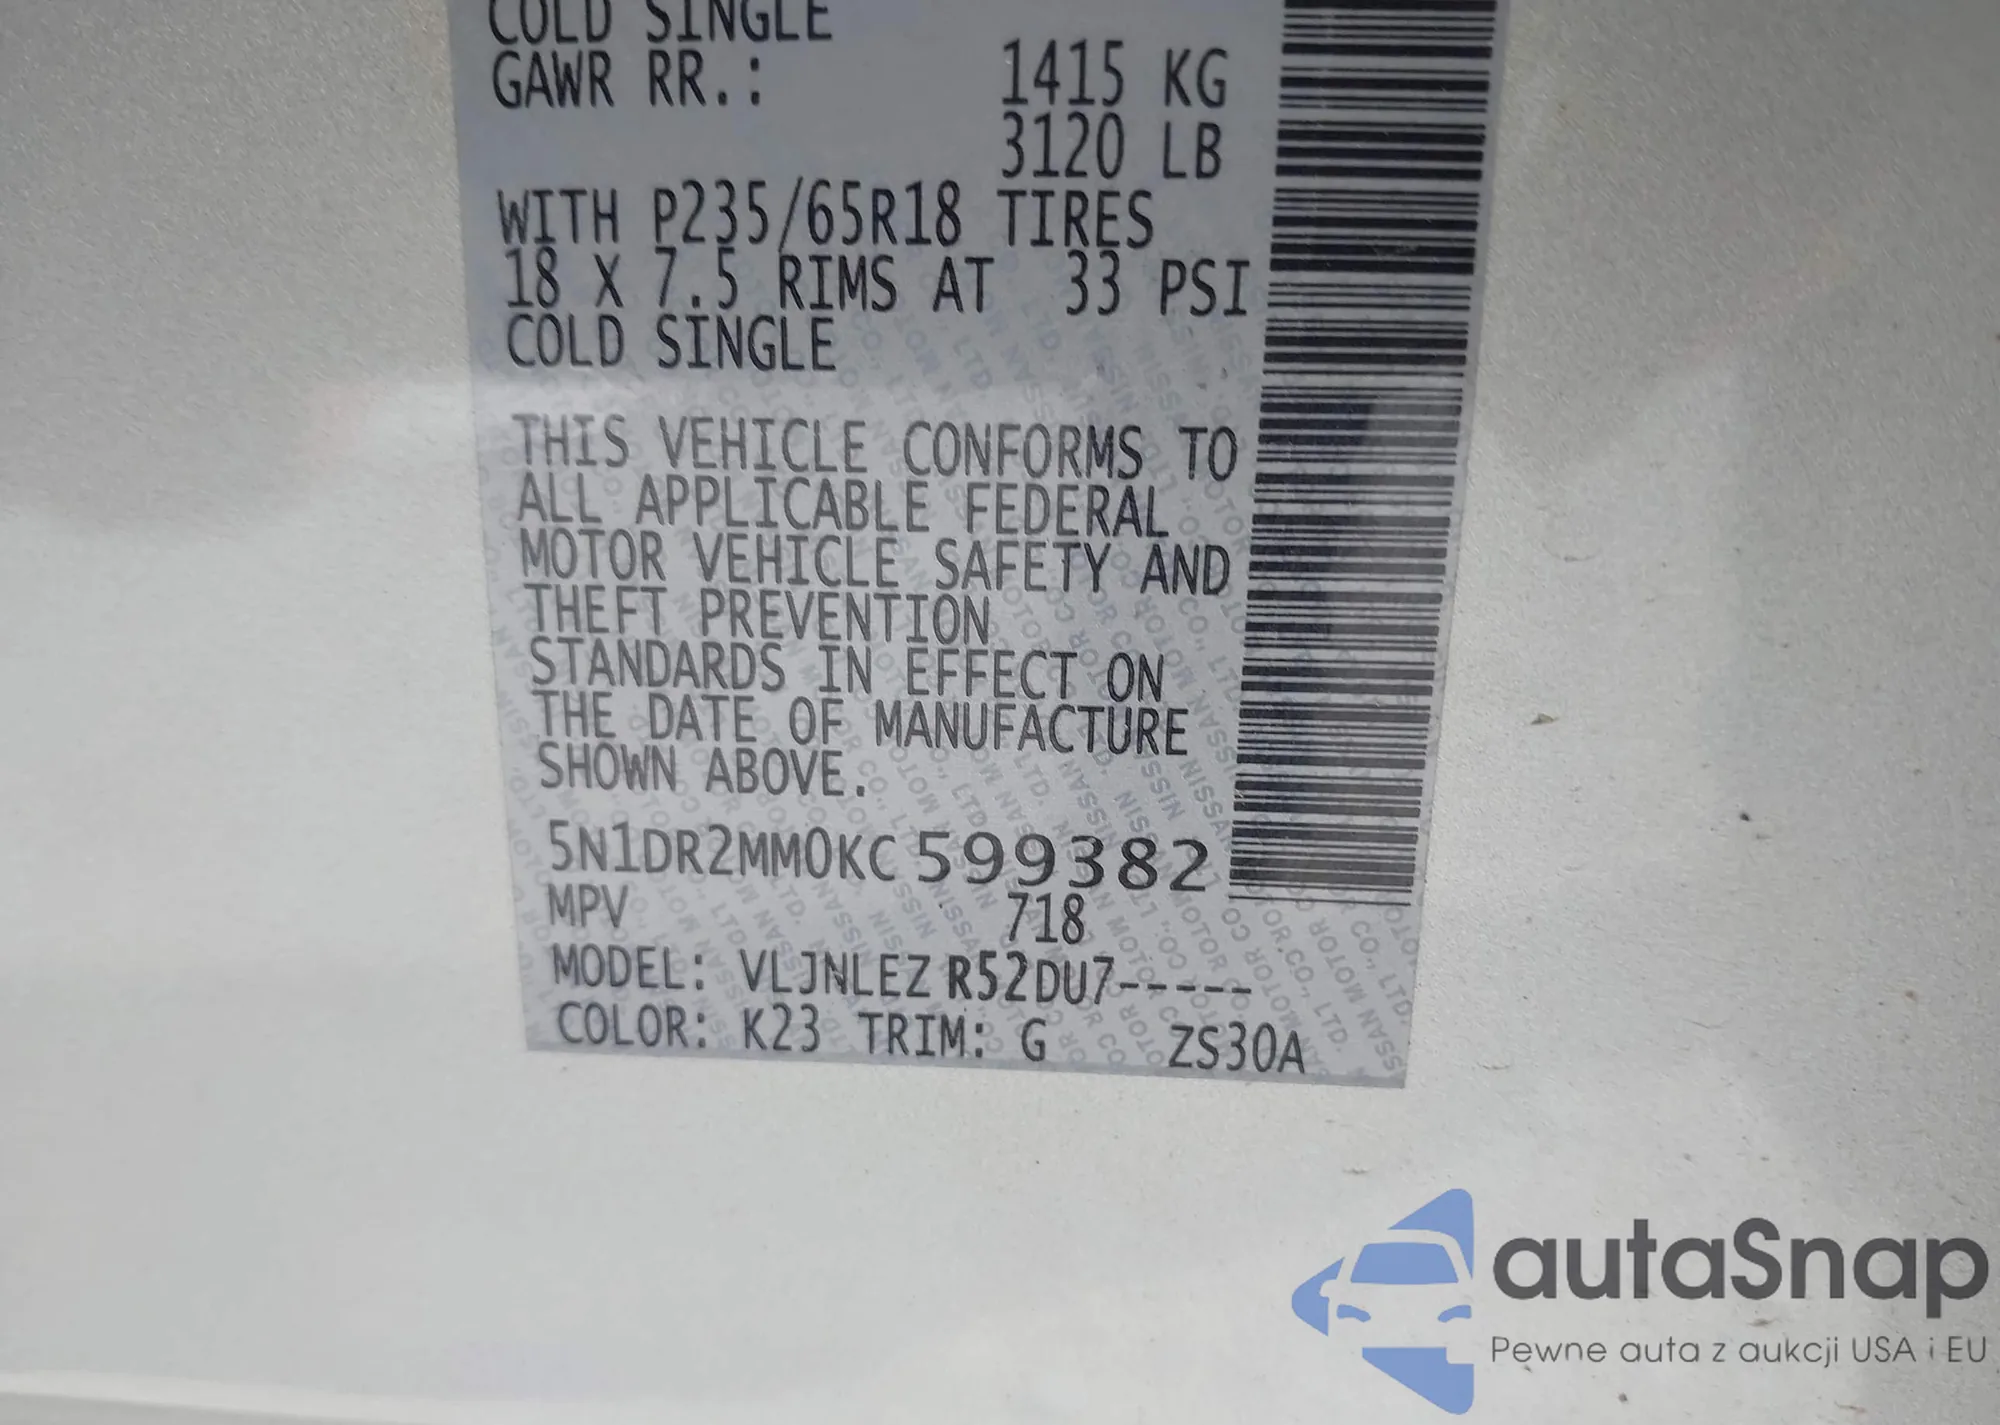 COLD SINGLE
GAWR RR.: 1415 KG
3120 LB
WITH P235/65R18 TIRES
18 X 7.5 RIMS AT 33 PSI
COLD SINGLE
THIS VEHICLE CONFORMS TO
ALL APPLICABLE FEDERAL
MOTOR VEHICLE SAFETY AND
THEFT PREVENTION
STANDARDS IN EFFECT ON
THE DATE OF MANUFACTURE
SHOWN ABOVE.
5N1DR2MM0KC599382
MPV 718
MODEL: VLJNLEZ R52DU7-----
COLOR: K23 TRIM: G ZS30A
autaSnap
Pewne auta z aukcji USA i EU